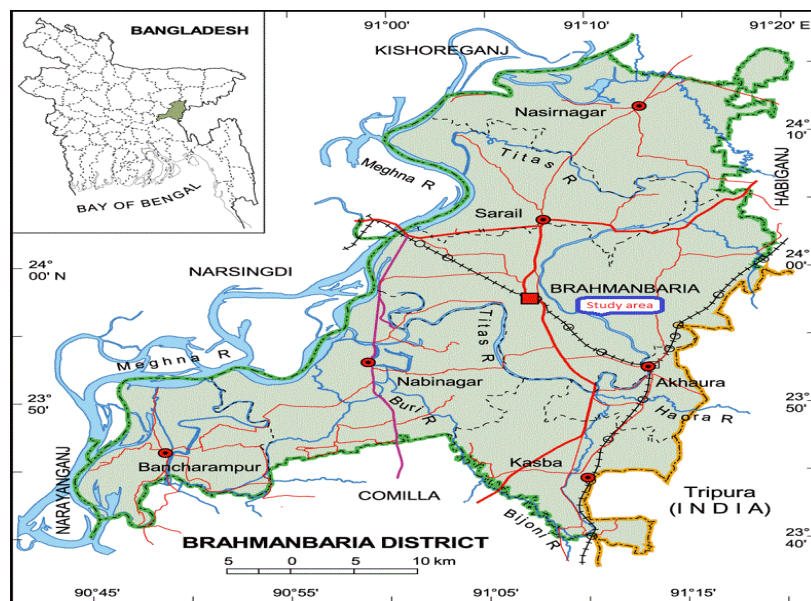 91° 00'
91° 10'
91° 20' E
BANGLADESH
BAY OF BENGAL
KISHOREGANJ
Nasirnagar
24°
10'
Meghna R
Titas R
HABIGANJ
Sarail
24°
00' N
24°
00'
NARSINGDI
BRAHMANBARIA
Study area
Titas R
Meghna R
Nabinagar
Akhaura
23°
50'
23°
50'
Buri R
Haora R
NARAYANGANJ
Bancharampur
Kasba
COMILLA
Tripura
(INDIA)
Bijoni R
BRAHMANBARIA DISTRICT
23°
40'
5 0 6 10 km
90°45'
90°55'
91°05'
91°15'